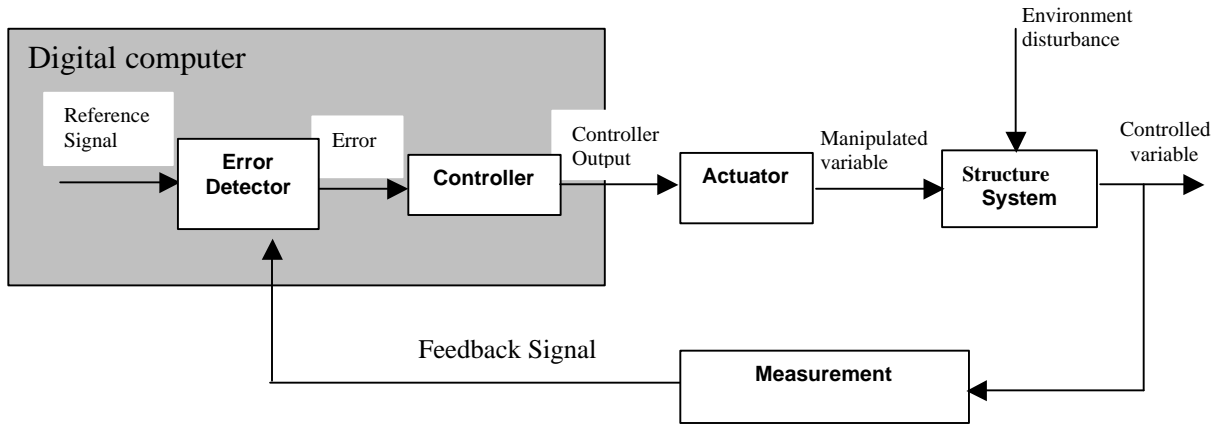 Environment
disturbance
Digital computer
Reference
Signal
Error
Detector
Error
Controller
Controller
Output
Actuator
Manipulated
variable
Structure
System
Controlled
variable
Feedback Signal
Measurement